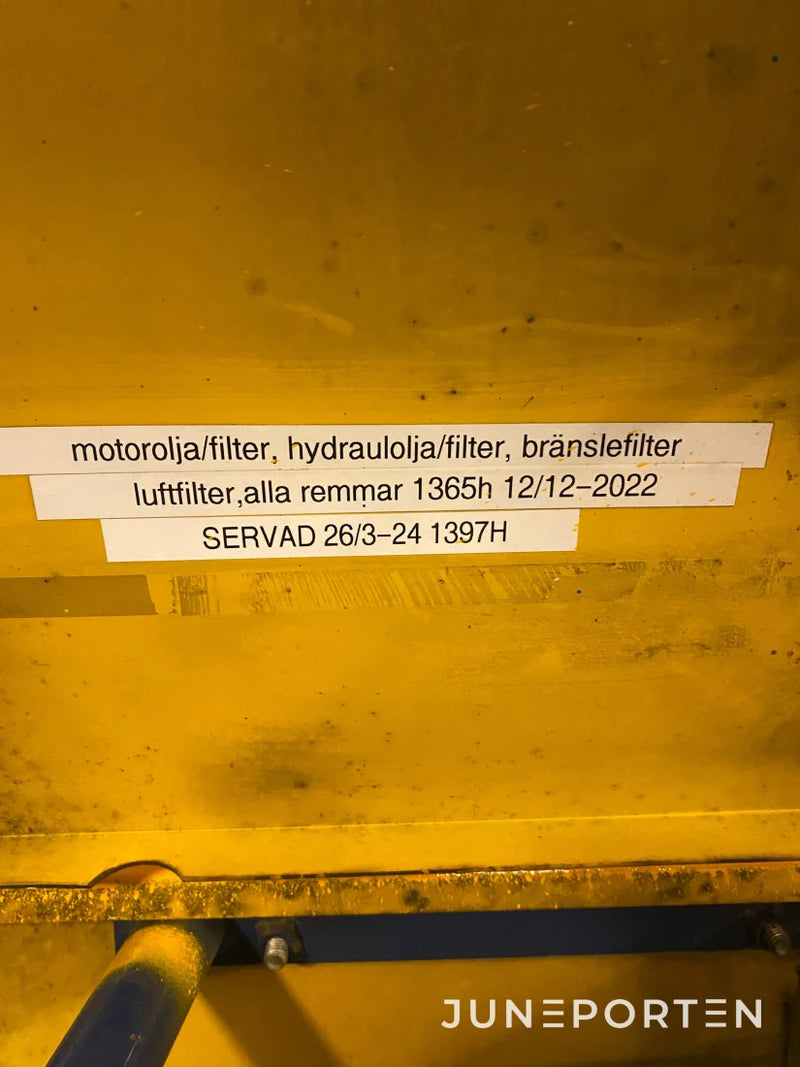 motorolja/filter, hydraulolja/filter, bränslefilter
luftfilter,alla remmar 1365h 12/12-2022
SERVAD 26/3-24 1397H
JUNEPORTEN